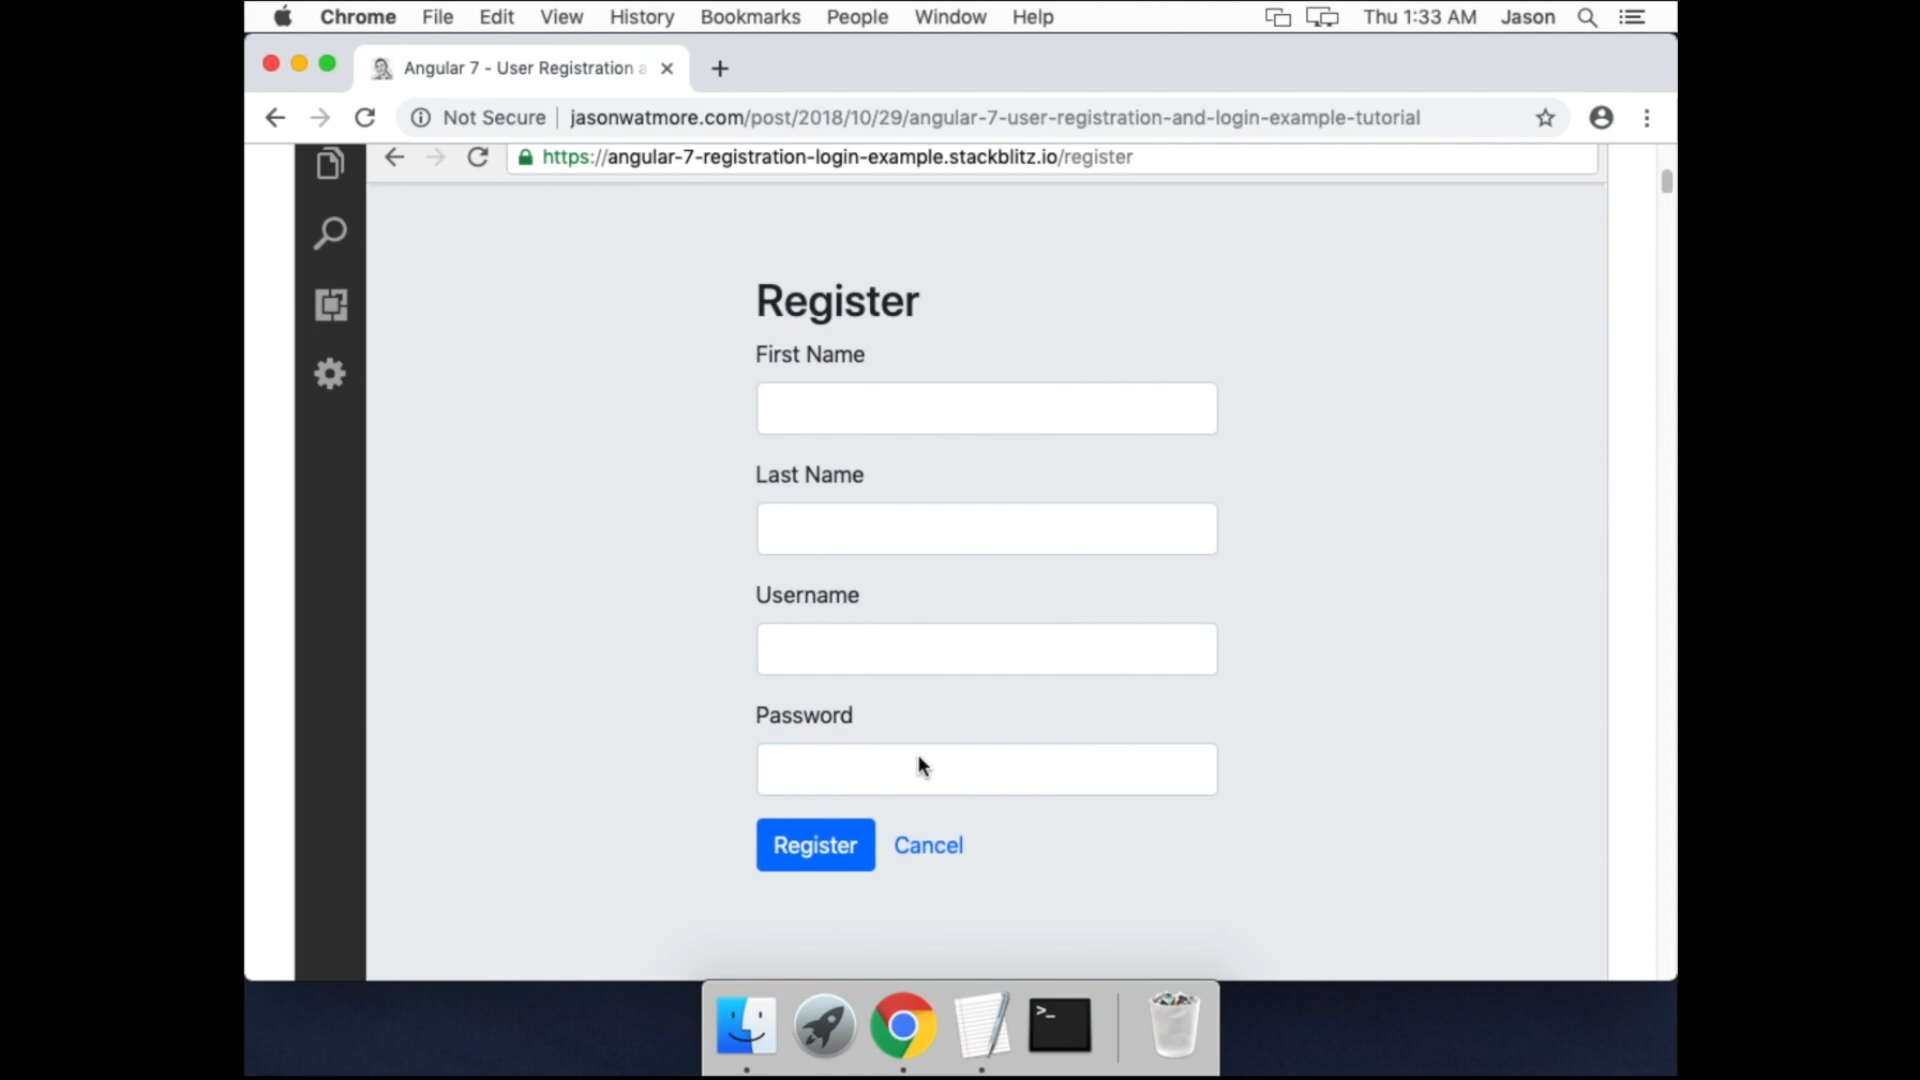 Chrome File Edit View History Bookmarks People Window Help Thu 1:33 AM Jason
Angular 7 - User Registration a
Not Secure jasonwatmore.com/post/2018/10/29/angular-7-user-registration-and-login-example-tutorial
https://angular-7-registration-login-example.stackblitz.io/register
Register
First Name
Last Name
Username
Password
Register Cancel
>_